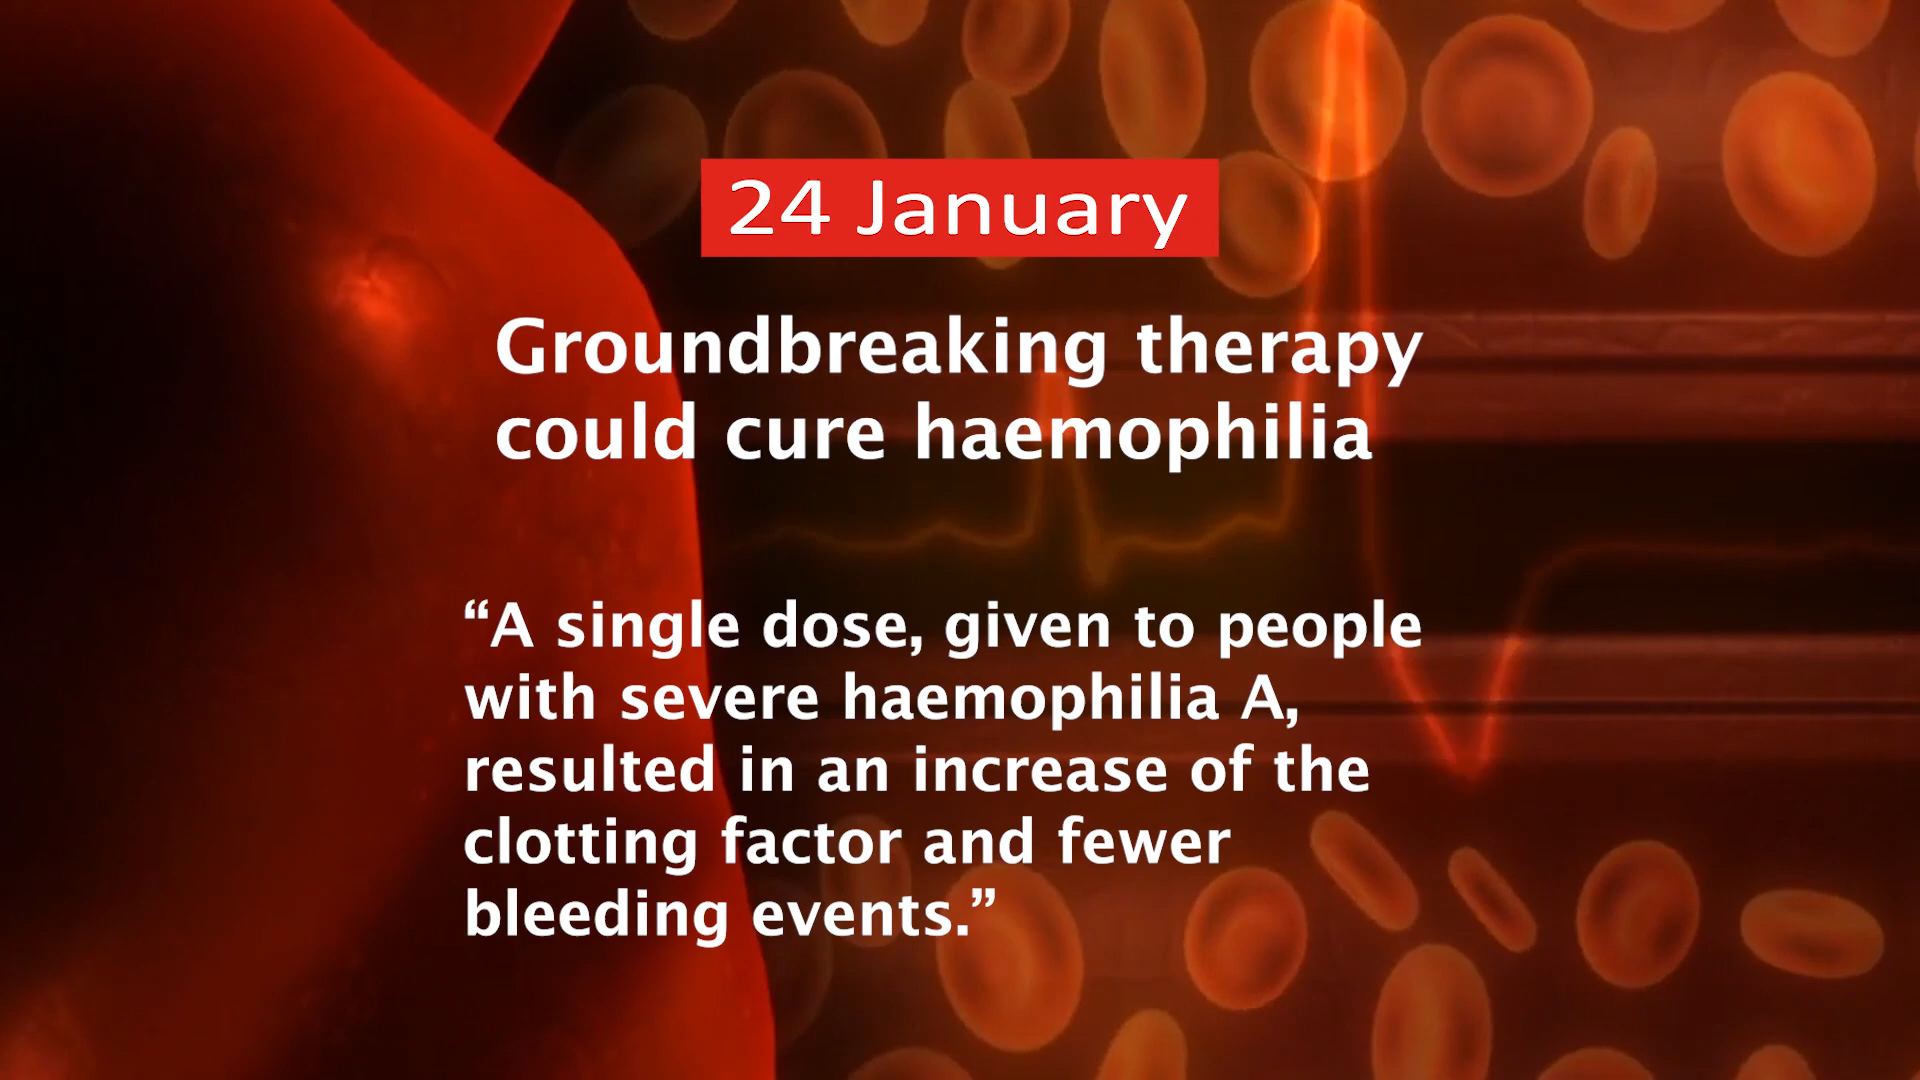 24 January
Groundbreaking therapy
could cure haemophilia
“A single dose, given to people
with severe haemophilia A,
resulted in an increase of the
clotting factor and fewer
bleeding events.”